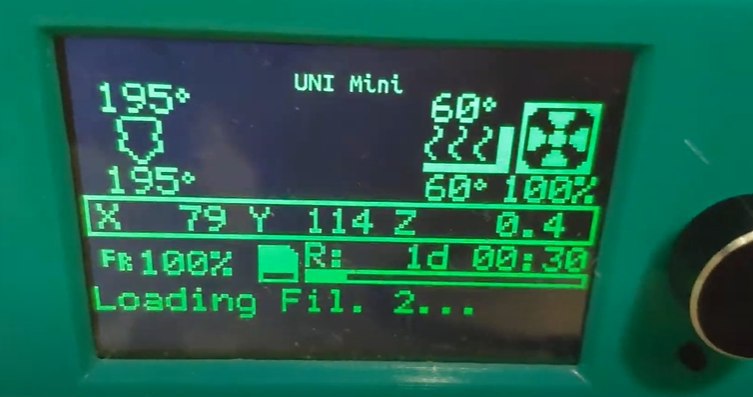 UNI Mini
195° 60°
195° 60° 100%
X 79 Y 114 Z 0.4
FR 100% R: 1d 00:30
Loading Fil. 2...